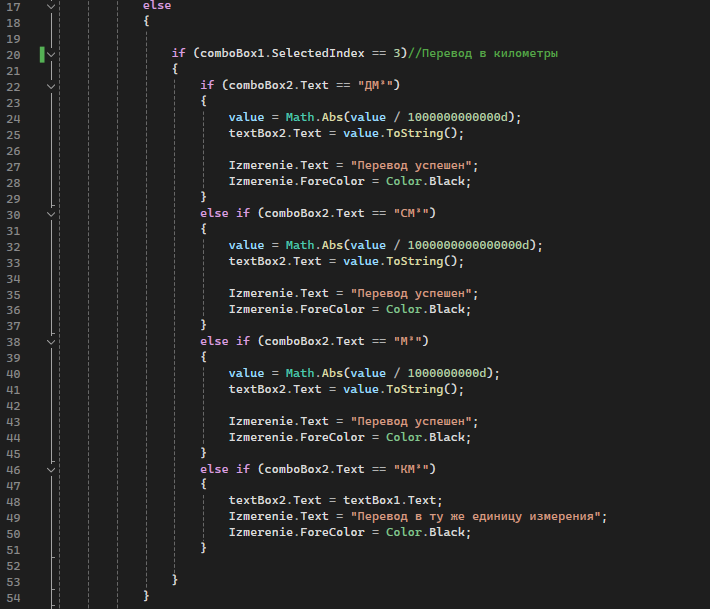 17 else
18 {
19
20 if (comboBox1.SelectedIndex == 3)//Перевод в километры
21 {
22 if (comboBox2.Text == "ДМ³")
23 {
24 value = Math.Abs(value / 1000000000000d);
25 textBox2.Text = value.ToString();
26
27 Izmerenie.Text = "Перевод успешен";
28 Izmerenie.ForeColor = Color.Black;
29 }
30 else if (comboBox2.Text == "СМ³")
31 {
32 value = Math.Abs(value / 1000000000000000d);
33 textBox2.Text = value.ToString();
34
35 Izmerenie.Text = "Перевод успешен";
36 Izmerenie.ForeColor = Color.Black;
37 }
38 else if (comboBox2.Text == "М³")
39 {
40 value = Math.Abs(value / 1000000000d);
41 textBox2.Text = value.ToString();
42
43 Izmerenie.Text = "Перевод успешен";
44 Izmerenie.ForeColor = Color.Black;
45 }
46 else if (comboBox2.Text == "КМ³")
47 {
48 textBox2.Text = textBox1.Text;
49 Izmerenie.Text = "Перевод в ту же единицу измерения";
50 Izmerenie.ForeColor = Color.Black;
51 }
52
53 }
54 }